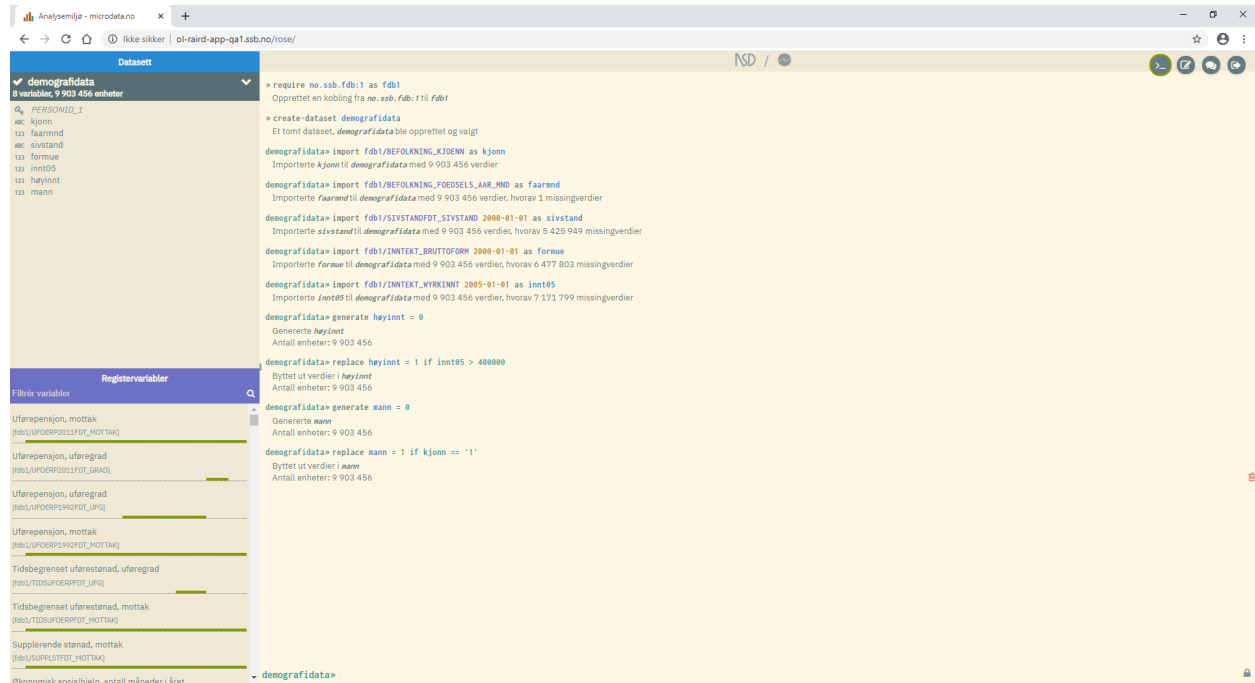 Analysemiljø - microdata.no
Ikke sikker | ol-raird-app-qa1.ssb.no/rose/
Datasett
NSD /
demografidata
8 variabler, 9 903 456 enheter
PERSONID_1
ABC kjonn
123 faarmnd
ABC sivstand
123 formue
123 innt05
123 høyinnt
123 mann
» require no.ssb.fdb:1 as fdb1
Opprettet en kobling fra no.ssb.fdb:1 til fdb1
» create-dataset demografidata
Et tomt dataset, demografidata ble opprettet og valgt
demografidata» import fdb1/BEFOLKNING_KJOENN as kjonn
Importerte kjonn til demografidata med 9 903 456 verdier
demografidata» import fdb1/BEFOLKNING_FOEDSELS_AAR_MND as faarmnd
Importerte faarmnd til demografidata med 9 903 456 verdier, hvorav 1 missingverdier
demografidata» import fdb1/SIVSTANDFDT_SIVSTAND 2000-01-01 as sivstand
Importerte sivstand til demografidata med 9 903 456 verdier, hvorav 5 425 949 missingverdier
demografidata» import fdb1/INNTEKT_BRUTTOFORM 2000-01-01 as formue
Importerte formue til demografidata med 9 903 456 verdier, hvorav 6 477 803 missingverdier
demografidata» import fdb1/INNTEKT_WYRKINNT 2005-01-01 as innt05
Importerte innt05 til demografidata med 9 903 456 verdier, hvorav 7 171 799 missingverdier
demografidata» generate høyinnt = 0
Genererte høyinnt
Antall enheter: 9 903 456
demografidata» replace høyinnt = 1 if innt05 > 400000
Byttet ut verdier i høyinnt
Antall enheter: 9 903 456
demografidata» generate mann = 0
Genererte mann
Antall enheter: 9 903 456
demografidata» replace mann = 1 if kjonn == '1'
Byttet ut verdier i mann
Antall enheter: 9 903 456
Registervariabler
Filtrér variabler
Uførepensjon, mottak
[fdb1/UFOERP2011FDT_MOTTAK]
Uførepensjon, uføregrad
[fdb1/UFOERP2011FDT_GRAD]
Uførepensjon, uføregrad
[fdb1/UFOERP1992FDT_UFG]
Uførepensjon, mottak
[fdb1/UFOERP1992FDT_MOTTAK]
Tidsbegrenset uførestønad, uføregrad
[fdb1/TIDSUFOERPFDT_UFG]
Tidsbegrenset uførestønad, mottak
[fdb1/TIDSUFOERPFDT_MOTTAK]
Supplerende stønad, mottak
[fdb1/SUPPLSTFDT_MOTTAK]
Økonomisk sosialhjelp, antall måneder i året
demografidata»